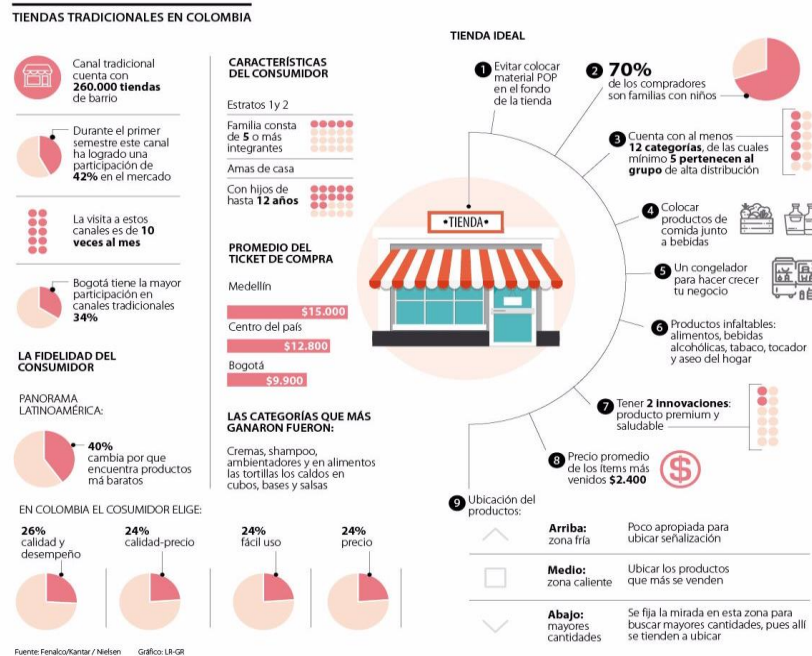 TIENDAS TRADICIONALES EN COLOMBIA
Canal tradicional
cuenta con
260.000 tiendas
de barrio
Durante el primer
semestre este canal
ha logrado una
participación de
42% en el mercado
La visita a estos
canales es de 10
veces al mes
Bogotá tiene la mayor
participación en
canales tradicionales
34%
LA FIDELIDAD DEL
CONSUMIDOR
PANORAMA
LATINOAMÉRICA:
40%
cambia por que
encuentra productos
má baratos
CARACTERÍSTICAS
DEL CONSUMIDOR
Estratos 1y 2
Familia consta
de 5 o más
integrantes
Amas de casa
Con hijos de
hasta 12 años
PROMEDIO DEL
TICKET DE COMPRA
Medellín
$15.000
Centro del país
$12.800
Bogotá
$9.900
LAS CATEGORÍAS QUE MÁS
GANARON FUERON:
Cremas, shampoo,
ambientadores y en alimentos
las tortillas los caldos en
cubos, bases y salsas
EN COLOMBIA EL COSUMIDOR ELIGE:
26%
calidad y
desempeño
24%
calidad-precio
24%
fácil uso
24%
precio
TIENDA IDEAL
1 Evitar colocar
material POP
en el fondo
de la tienda
2 70%
de los compradores
son familias con niños
3 Cuenta con al menos
12 categorías, de las cuales
mínimo 5 pertenecen al
grupo de alta distribución
4 Colocar
productos de
comida junto
a bebidas
5 Un congelador
para hacer crecer
tu negocio
6 Productos infaltables:
alimentos, bebidas
alcohólicas, tabaco, tocador
y aseo del hogar
7 Tener 2 innovaciones:
producto premium y
saludable
8 Precio promedio
de los ítems más
venidos $2.400
$
9 Ubicación del
productos:
Arriba:
zona fría
Poco apropiada para
ubicar señalización
Medio:
zona caliente
Ubicar los productos
que más se venden
Abajo:
mayores
cantidades
Se fija la mirada en esta zona para
buscar mayores cantidades, pues allí
se tienden a ubicar
•TIENDA•
Fuente: Fenalco/Kantar / Nielsen Gráfico: LR-GR